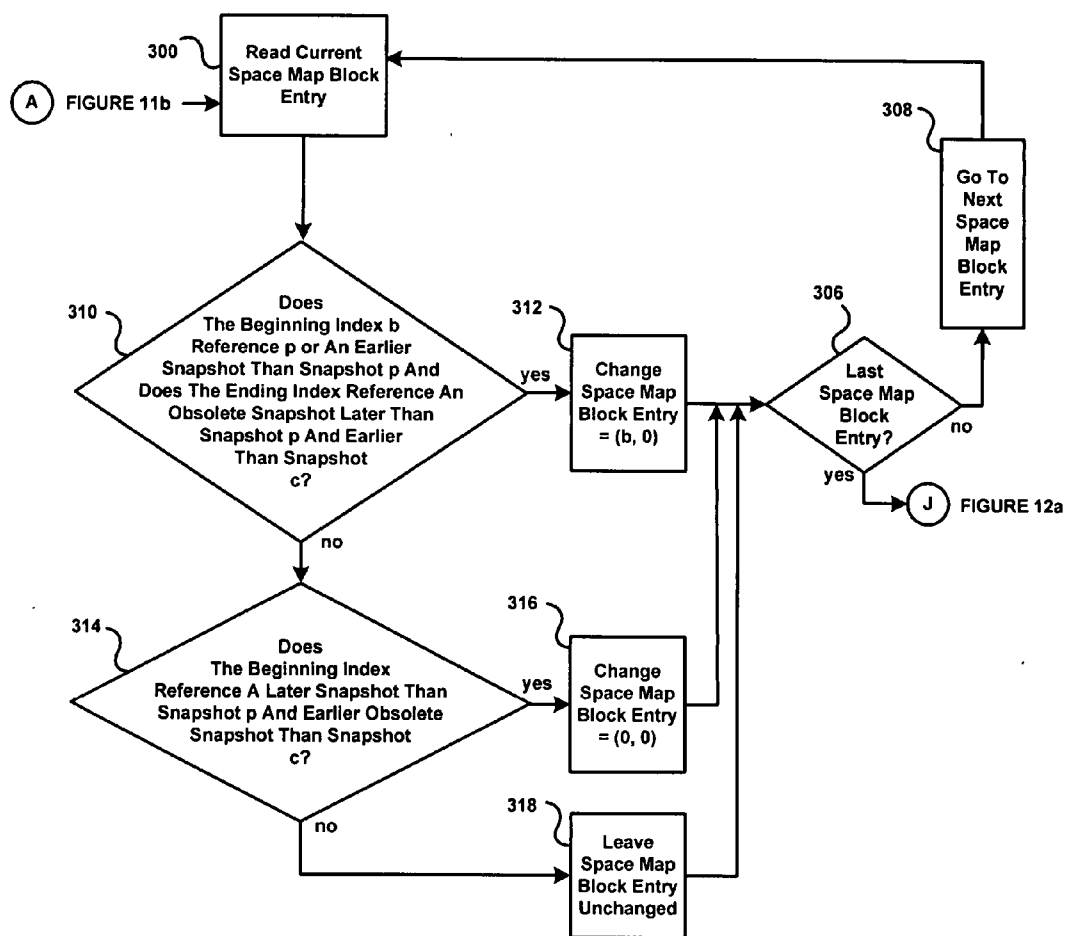 300
Read Current
Space Map Block
Entry
A
FIGURE 11b
308
Go To
Next
Space
Map
Block
Entry
310
Does
The Beginning Index b
Reference p or An Earlier
Snapshot Than Snapshot p And
Does The Ending Index Reference An
Obsolete Snapshot Later Than
Snapshot p And Earlier
Than Snapshot
c?
yes
no
312
Change
Space Map
Block Entry
= (b, 0)
306
Last
Space Map
Block
Entry?
no
yes
J
FIGURE 12a
314
Does
The Beginning Index
Reference A Later Snapshot Than
Snapshot p And Earlier Obsolete
Snapshot Than Snapshot
c?
yes
no
316
Change
Space Map
Block Entry
= (0, 0)
318
Leave
Space Map
Block Entry
Unchanged